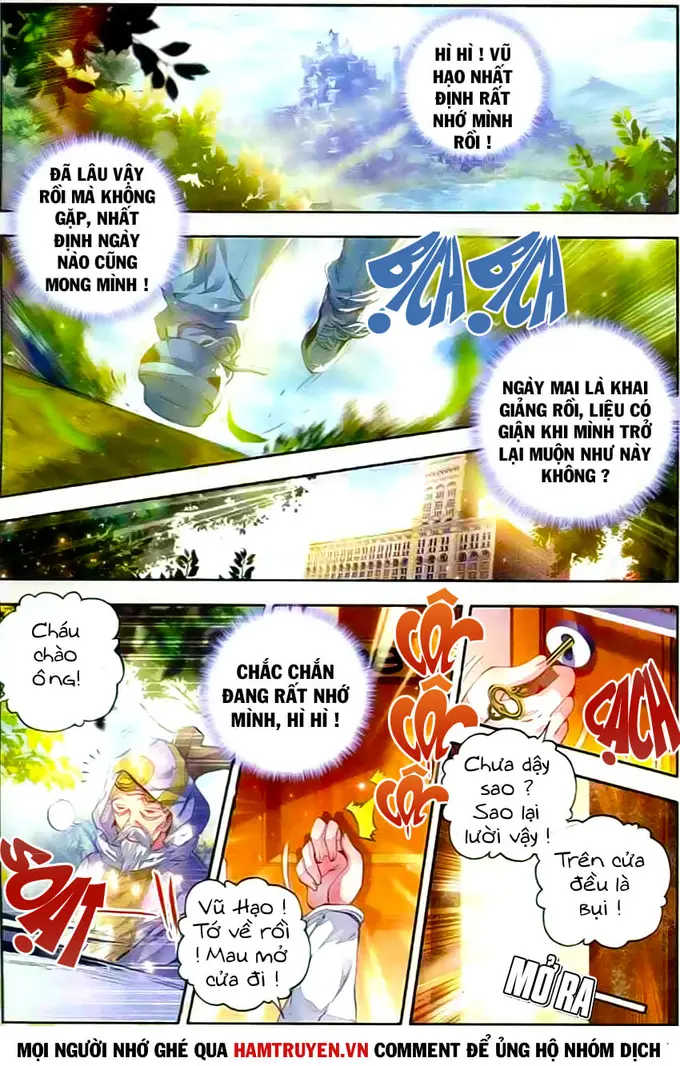 HÌ HÌ ! VŨ
HẠO NHẤT
ĐỊNH RẤT
NHỚ MÌNH
RỒI !
ĐÃ LÂU VẬY
RỒI MÀ KHÔNG
GẶP, NHẤT
ĐỊNH NGÀY
NÀO CŨNG
MONG MÌNH !
BỊCH BỊCH
NGÀY MAI LÀ KHAI
GIẢNG RỒI, LIỆU CÓ
GIẬN KHI MÌNH TRỞ
LẠI MUỘN NHƯ NÀY
KHÔNG ?
Cháu
chào
ông!
SOẠT
CHẮC CHẮN
ĐANG RẤT NHỚ
MÌNH, HÌ HÌ !
CỘC
CỘC
CỘC
Vũ Hạo !
Tớ về rồi
! Mau mở
cửa đi !
CẠCH
Chưa dậy
sao ?
Sao lại
lười vậy !
Trên cửa
đều là
bụi !
MỞ RA
MỌI NGƯỜI NHỚ GHÉ QUA HAMTRUYEN.VN COMMENT ĐỂ ỦNG HỘ NHÓM DỊCH